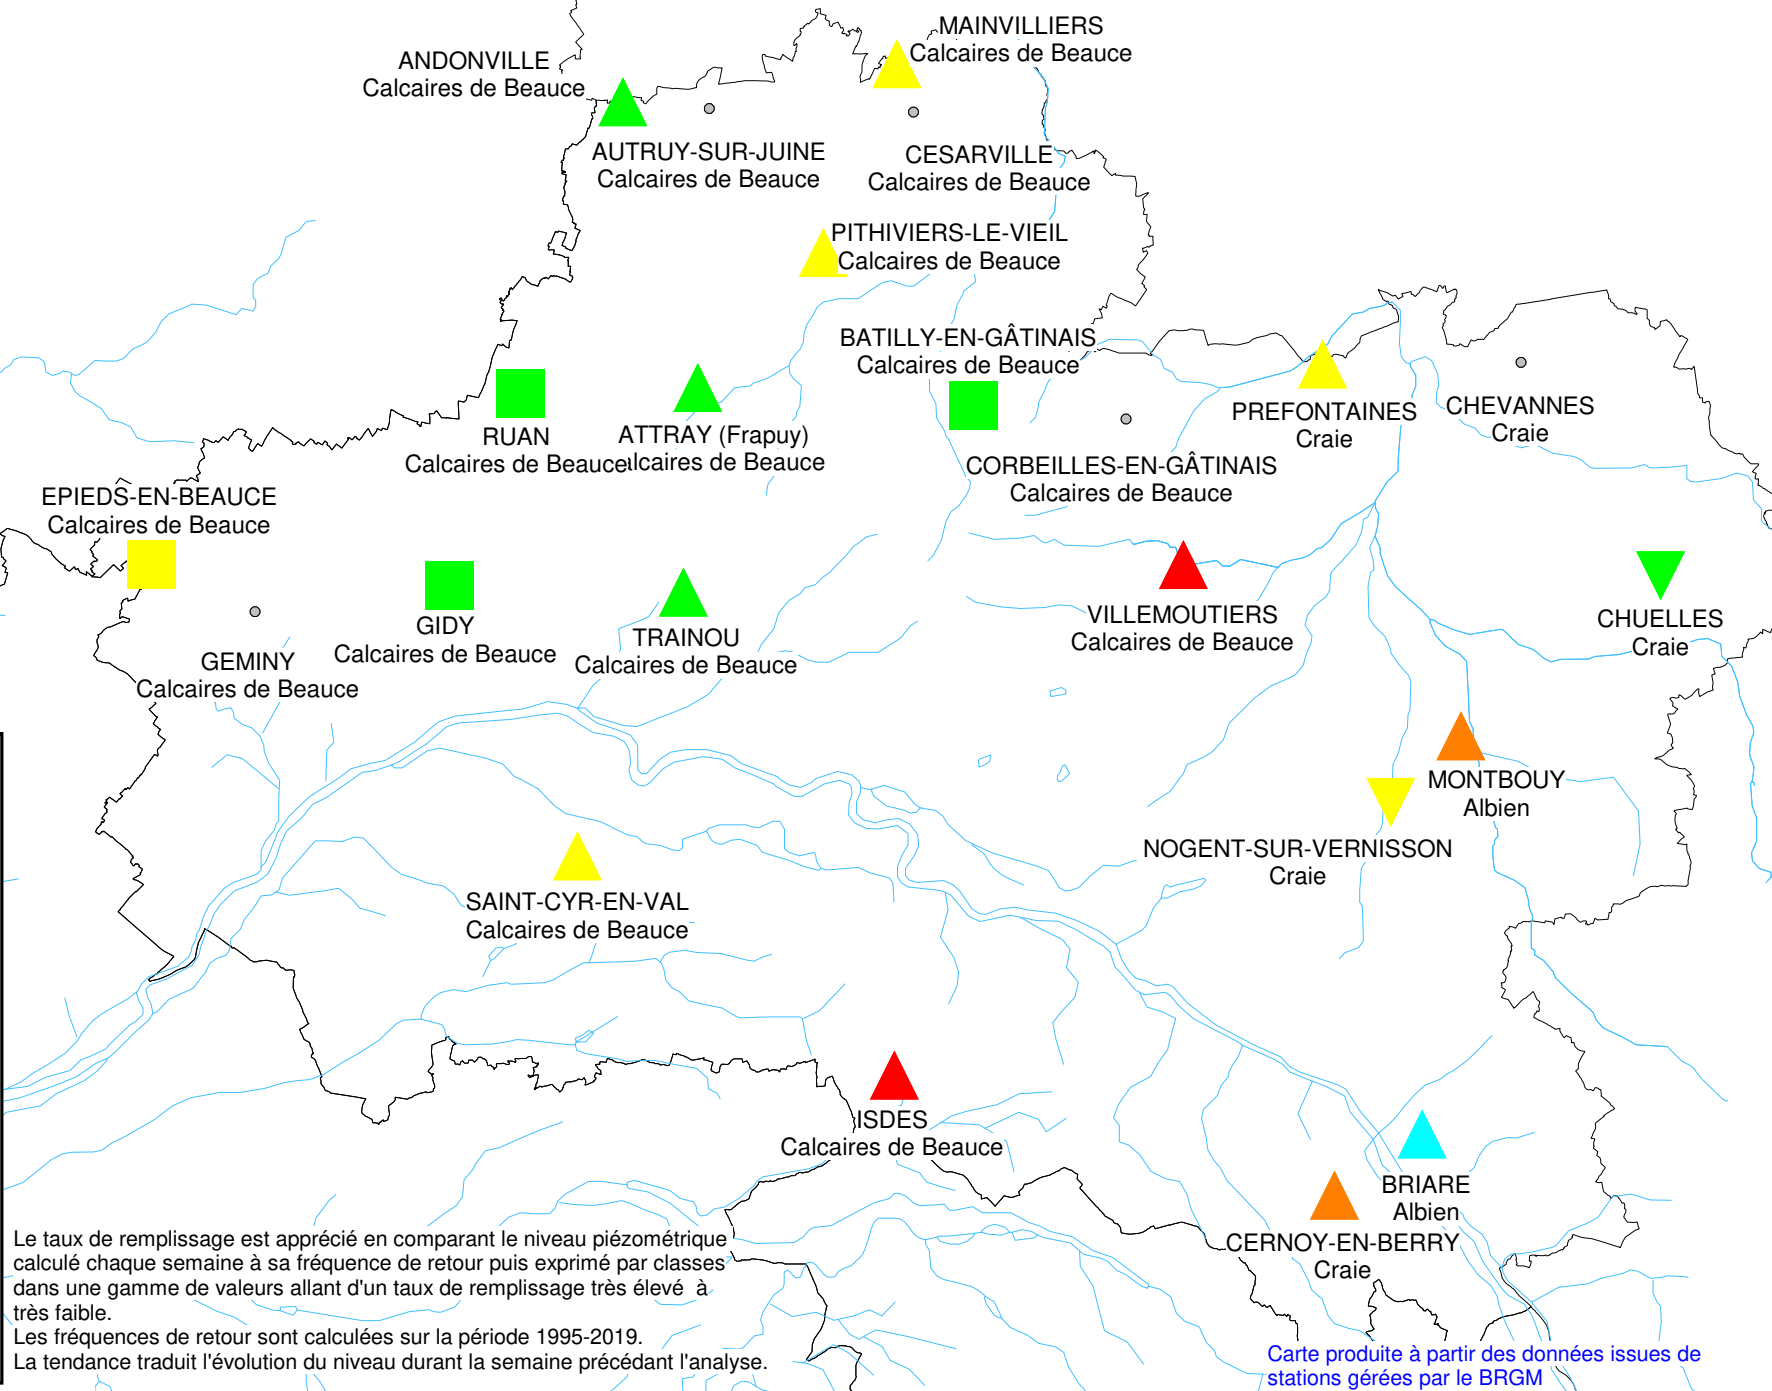 MAINVILLIERS
Calcaires de Beauce
ANDONVILLE
Calcaires de Beauce
AUTRUY-SUR-JUINE
Calcaires de Beauce
CESARVILLE
Calcaires de Beauce
PITHIVIERS-LE-VIEIL
Calcaires de Beauce
BATILLY-EN-GÂTINAIS
Calcaires de Beauce
PREFONTAINES
Craie
CHEVANNES
Craie
RUAN
Calcaires de Beauce
ATTRAY (Frapuy)
alcaires de Beauce
CORBEILLES-EN-GÂTINAIS
Calcaires de Beauce
EPIEDS-EN-BEAUCE
Calcaires de Beauce
GIDY
Calcaires de Beauce
TRAINOU
Calcaires de Beauce
VILLEMOUTIERS
Calcaires de Beauce
CHUELLES
Craie
GEMINY
Calcaires de Beauce
MONTBOUY
Albien
NOGENT-SUR-VERNISSON
Craie
SAINT-CYR-EN-VAL
Calcaires de Beauce
ISDES
Calcaires de Beauce
BRIARE
Albien
CERNOY-EN-BERRY
Craie
Le taux de remplissage est apprécié en comparant le niveau piézométrique
calculé chaque semaine à sa fréquence de retour puis exprimé par classes
dans une gamme de valeurs allant d'un taux de remplissage très élevé à
très faible.
Les fréquences de retour sont calculées sur la période 1995-2019.
La tendance traduit l'évolution du niveau durant la semaine précédant l'analyse.
Carte produite à partir des données issues de
stations gérées par le BRGM